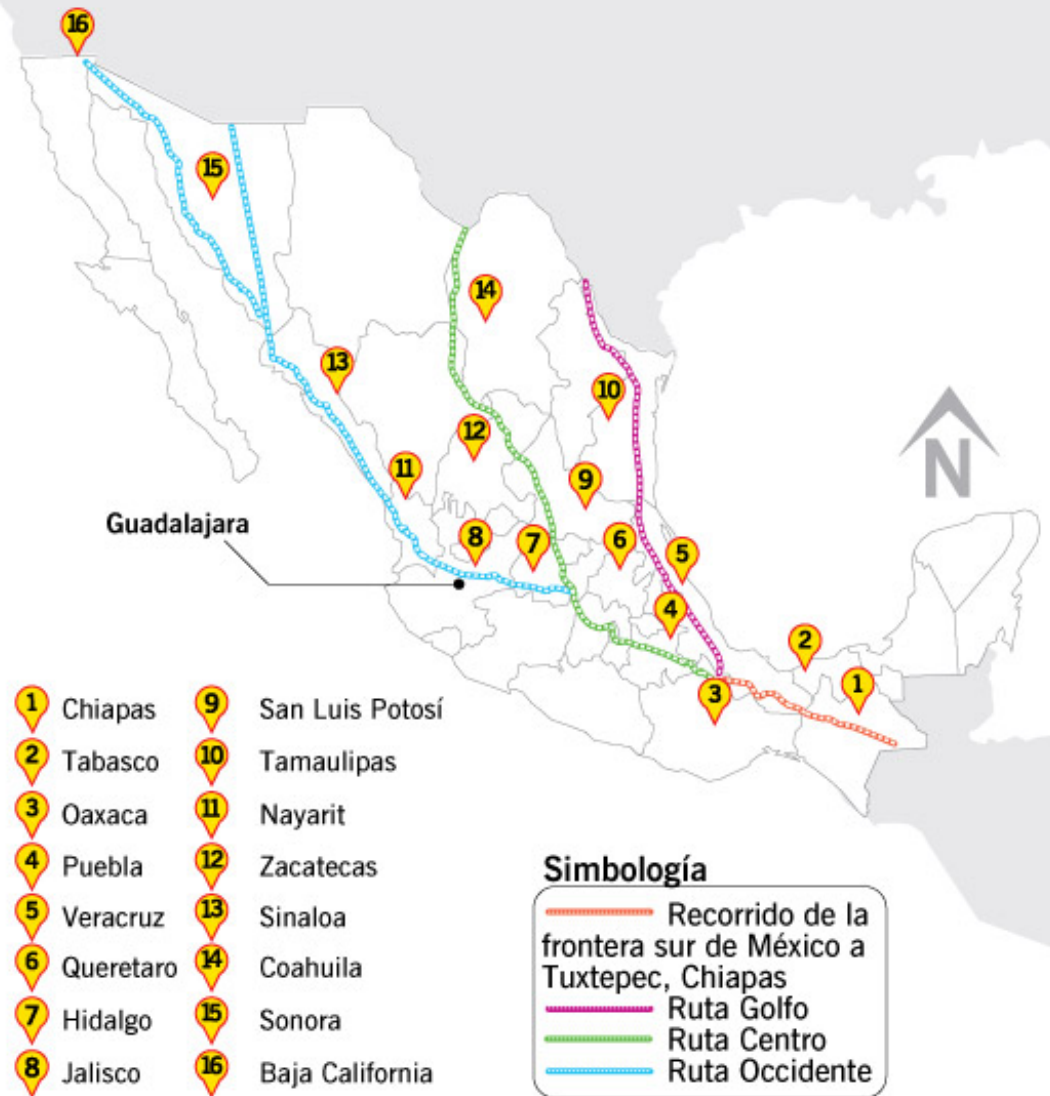 16
15
14
13
10
12
11
9
Guadalajara
8
7
6
5
4
2
1
3
N
1 Chiapas
2 Tabasco
3 Oaxaca
4 Puebla
5 Veracruz
6 Queretaro
7 Hidalgo
8 Jalisco
9 San Luis Potosí
10 Tamaulipas
11 Nayarit
12 Zacatecas
13 Sinaloa
14 Coahuila
15 Sonora
16 Baja California
Simbología
Recorrido de la
frontera sur de México a
Tuxtepec, Chiapas
Ruta Golfo
Ruta Centro
Ruta Occidente